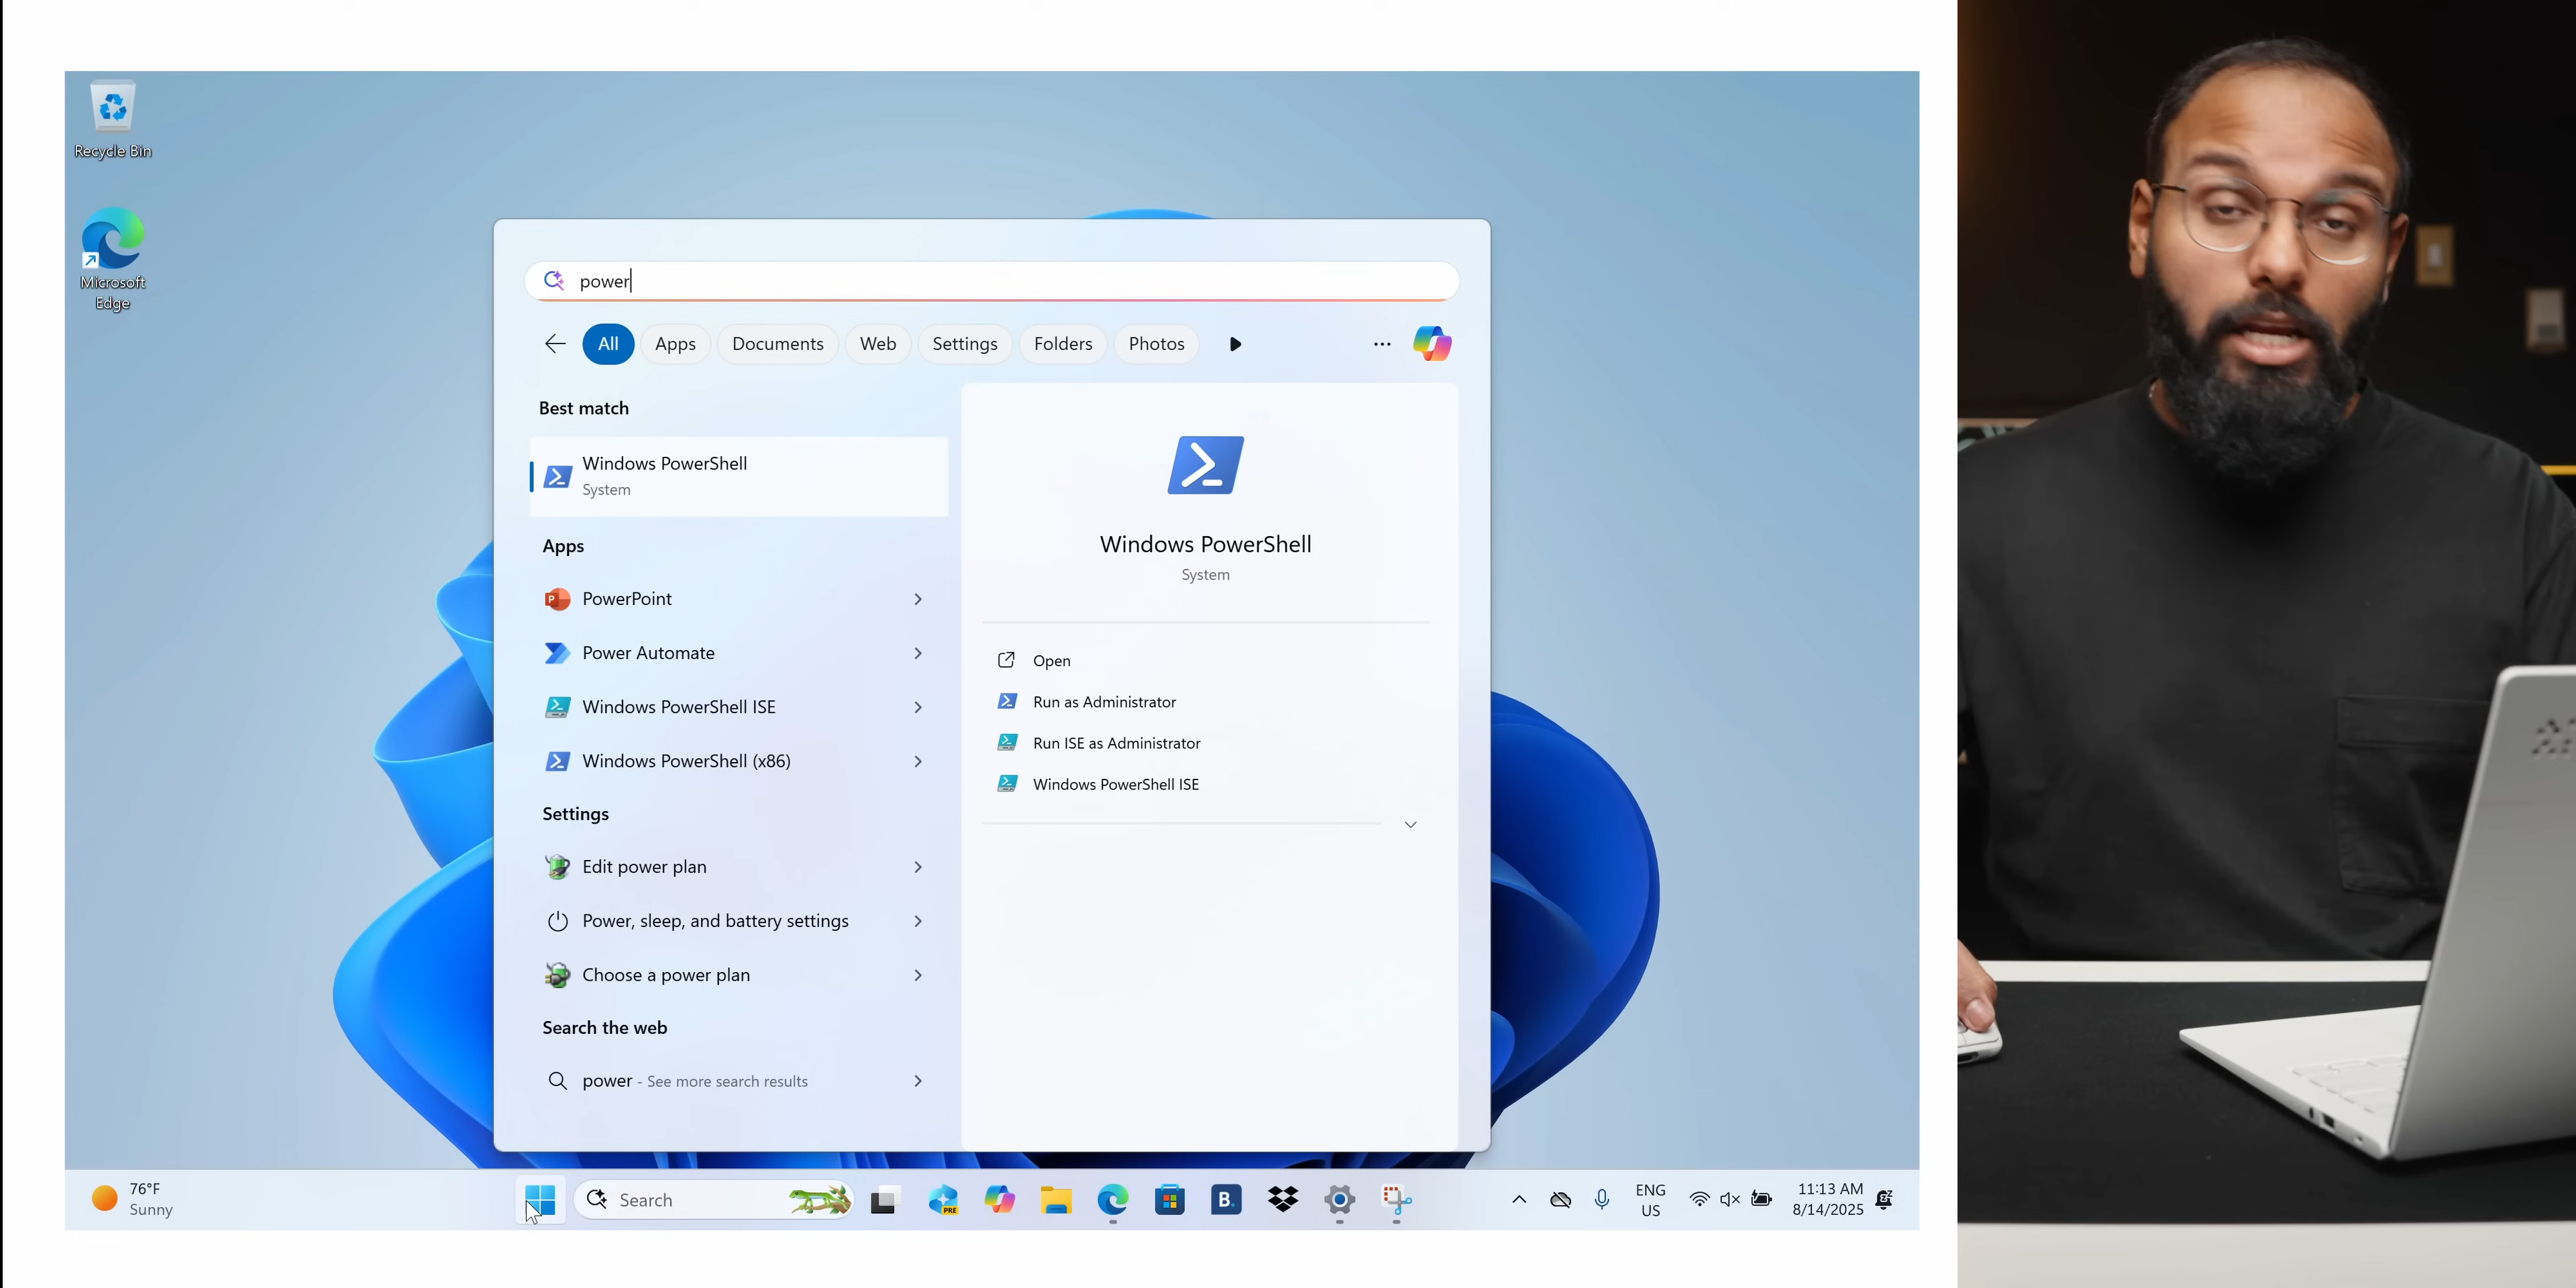 Recycle Bin
Microsoft
Edge
power
All
Apps
Documents
Web
Settings
Folders
Photos
Best match
Windows PowerShell
System
Apps
PowerPoint
Power Automate
Windows PowerShell ISE
Windows PowerShell (x86)
Settings
Edit power plan
Power, sleep, and battery settings
Choose a power plan
Search the web
power - See more search results
Windows PowerShell
System
Open
Run as Administrator
Run ISE as Administrator
Windows PowerShell ISE
76°F
Sunny
Search
PRE
B.
ENG
US
11:13 AM
8/14/2025